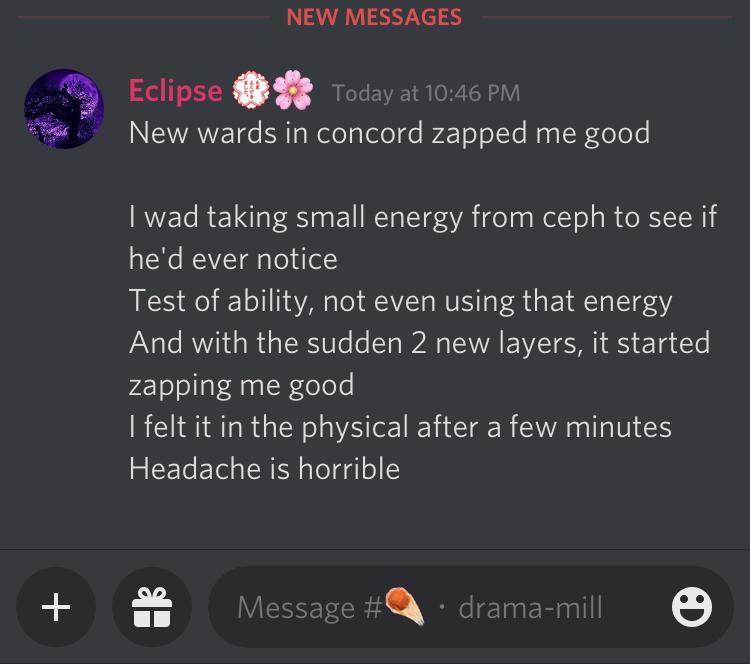 NEW MESSAGES
Eclipse 💮🌸 Today at 10:46 PM
New wards in concord zapped me good
I wad taking small energy from ceph to see if
he'd ever notice
Test of ability, not even using that energy
And with the sudden 2 new layers, it started
zapping me good
I felt it in the physical after a few minutes
Headache is horrible
Message #☄️・drama-mill